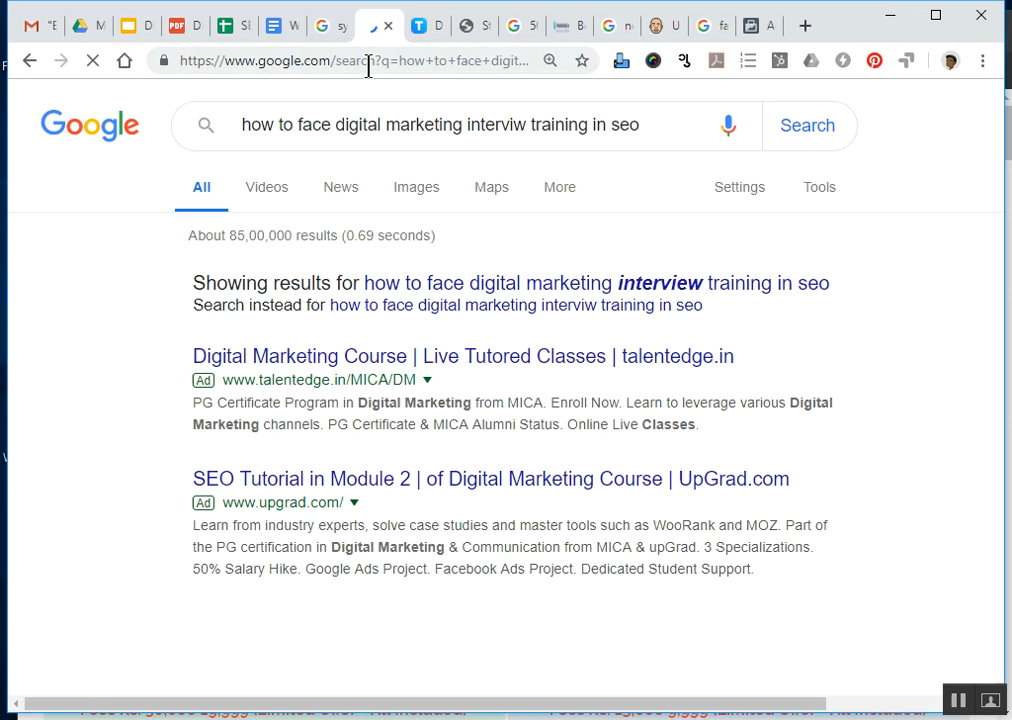 "E
M
D
PDF
D
SE
W
sy
T
D
St
5(
B
n
U
fa
A
https://www.google.com/search?q=how+to+face+digit...
Google
how to face digital marketing interviw training in seo
Search
All
Videos
News
Images
Maps
More
Settings
Tools
About 85,00,000 results (0.69 seconds)
Showing results for how to face digital marketing interview training in seo
Search instead for how to face digital marketing interviw training in seo
Digital Marketing Course | Live Tutored Classes | talentedge.in
Ad www.talentedge.in/MICA/DM
PG Certificate Program in Digital Marketing from MICA. Enroll Now. Learn to leverage various Digital
Marketing channels. PG Certificate & MICA Alumni Status. Online Live Classes.
SEO Tutorial in Module 2 | of Digital Marketing Course | UpGrad.com
Ad www.upgrad.com/
Learn from industry experts, solve case studies and master tools such as WooRank and MOZ. Part of
the PG certification in Digital Marketing & Communication from MICA & upGrad. 3 Specializations.
50% Salary Hike. Google Ads Project. Facebook Ads Project. Dedicated Student Support.